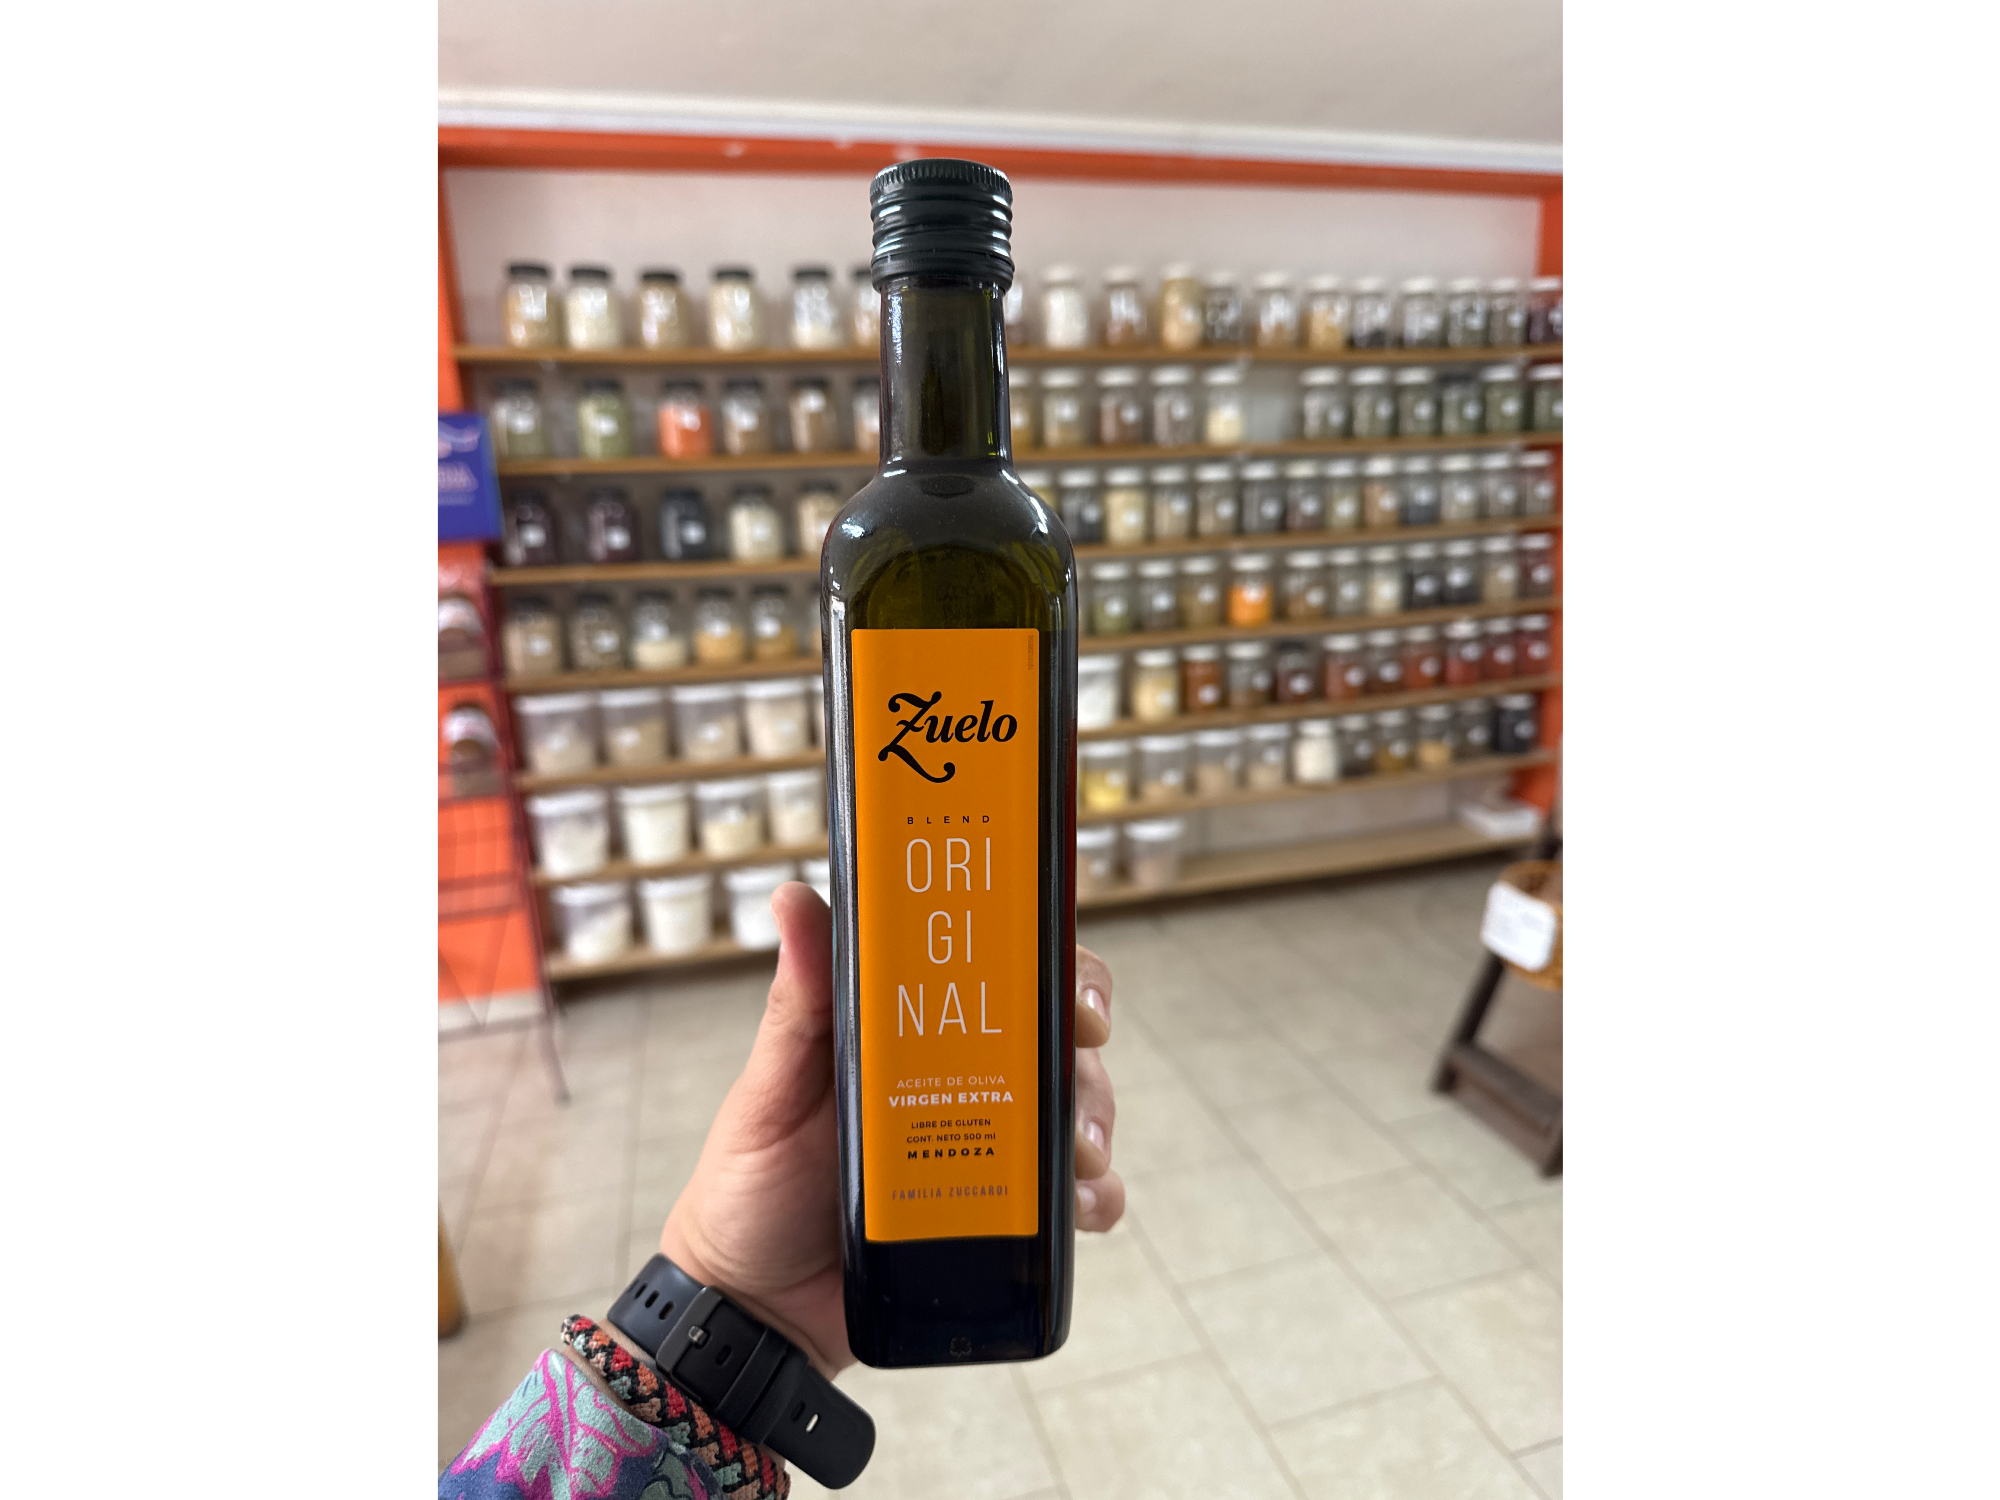 Zuelo
BLEND
ORI
GI
NAL
ACEITE DE OLIVA
VIRGEN EXTRA
LIBRE DE GLUTEN
CONT. NETO 500 ml
MENDOZA
FAMILIA ZUCCARDI